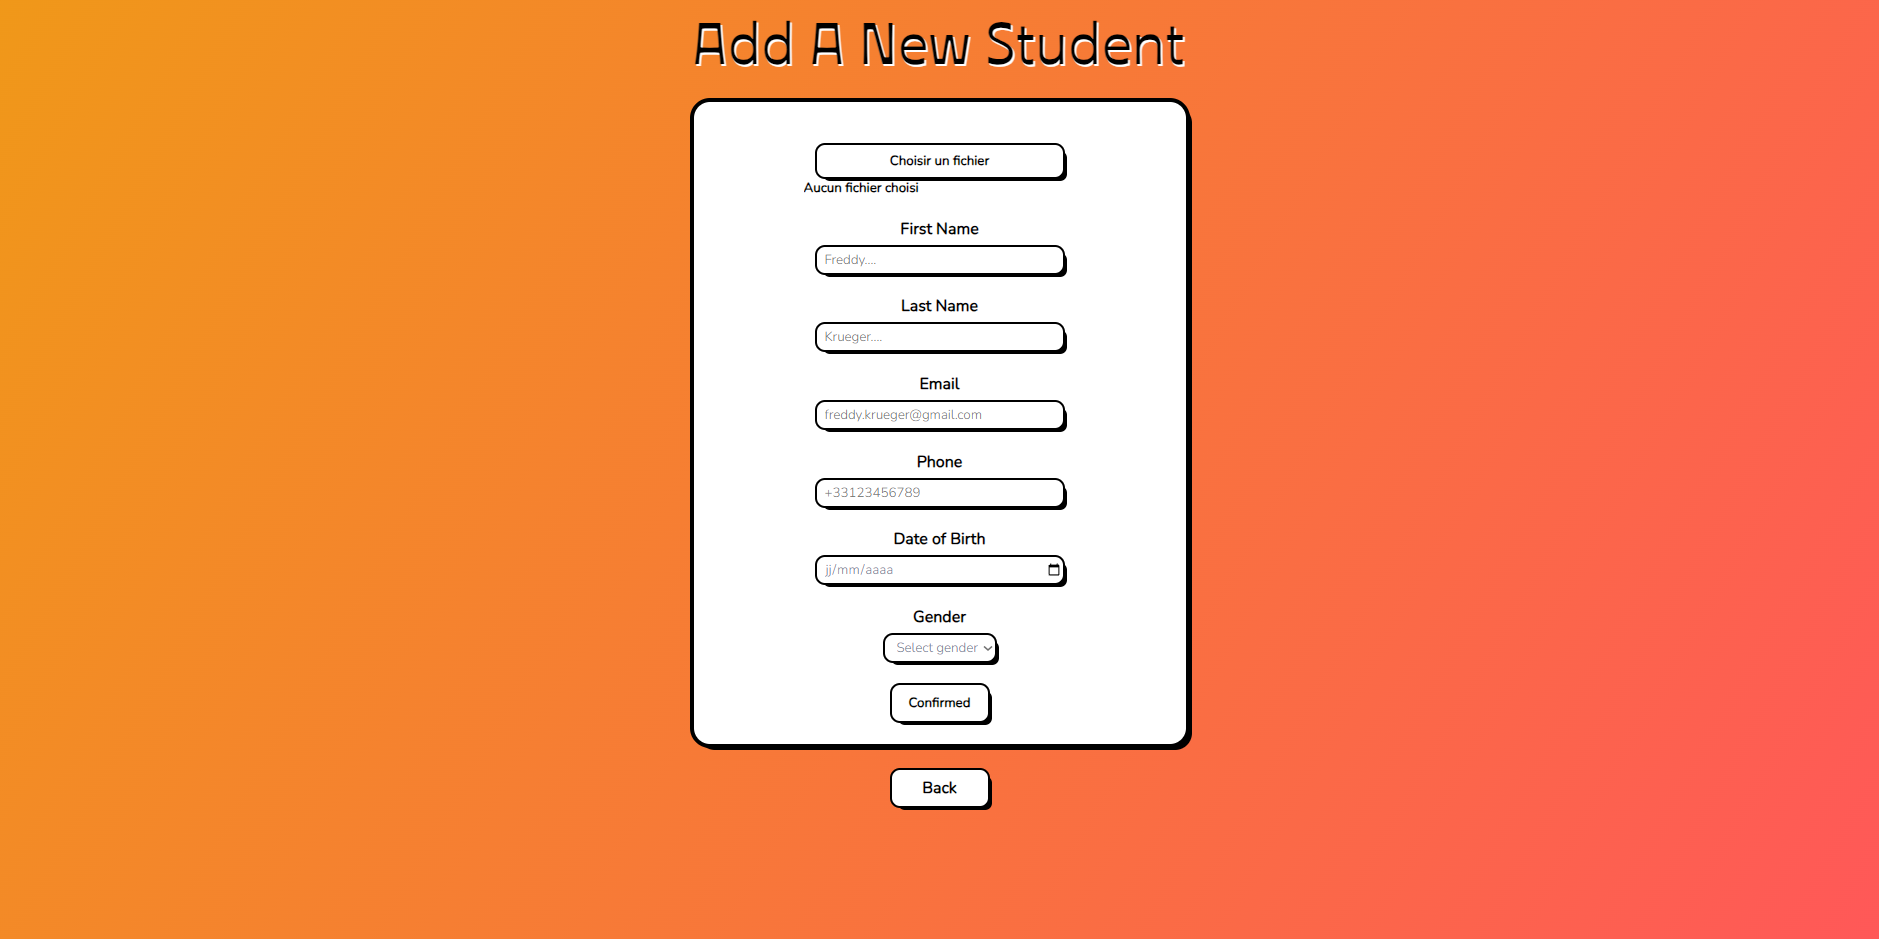 Add A New Student
Choisir un fichier
Aucun fichier choisi
First Name
Freddy....
Last Name
Krueger....
Email
freddy.krueger@gmail.com
Phone
+33123456789
Date of Birth
jj/mm/aaaa
Gender
Select gender
Confirmed
Back